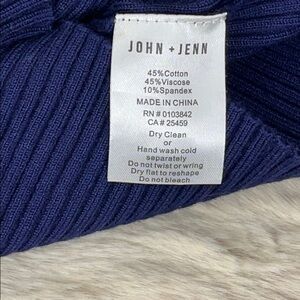 JOHN + JENN
45%Cotton
45%Viscose
10%Spandex
MADE IN CHINA
RN # 0103842
CA # 25459
Dry Clean
or
Hand wash cold
separately
Do not twist or wring
Dry flat to reshape
Do not bleach